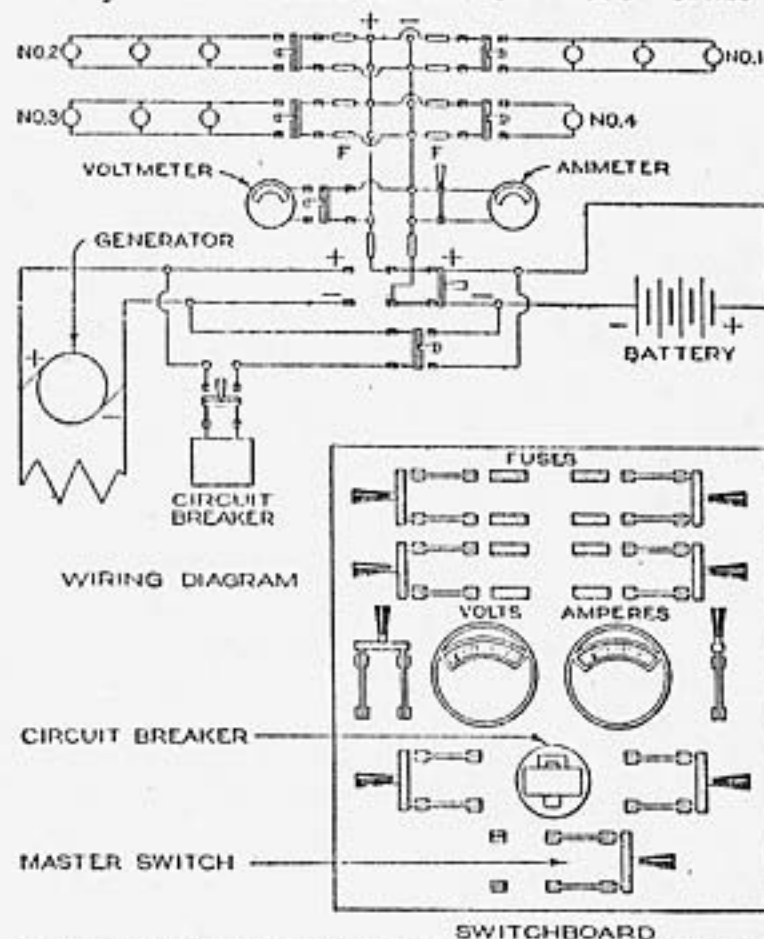 + −
NO.2
NO.1
NO.3
NO.4
F F
VOLTMETER
AMMETER
GENERATOR
+ +
− −
− +
BATTERY
+
−
CIRCUIT
BREAKER
WIRING DIAGRAM
FUSES
VOLTS AMPERES
CIRCUIT BREAKER
MASTER SWITCH
SWITCHBOARD